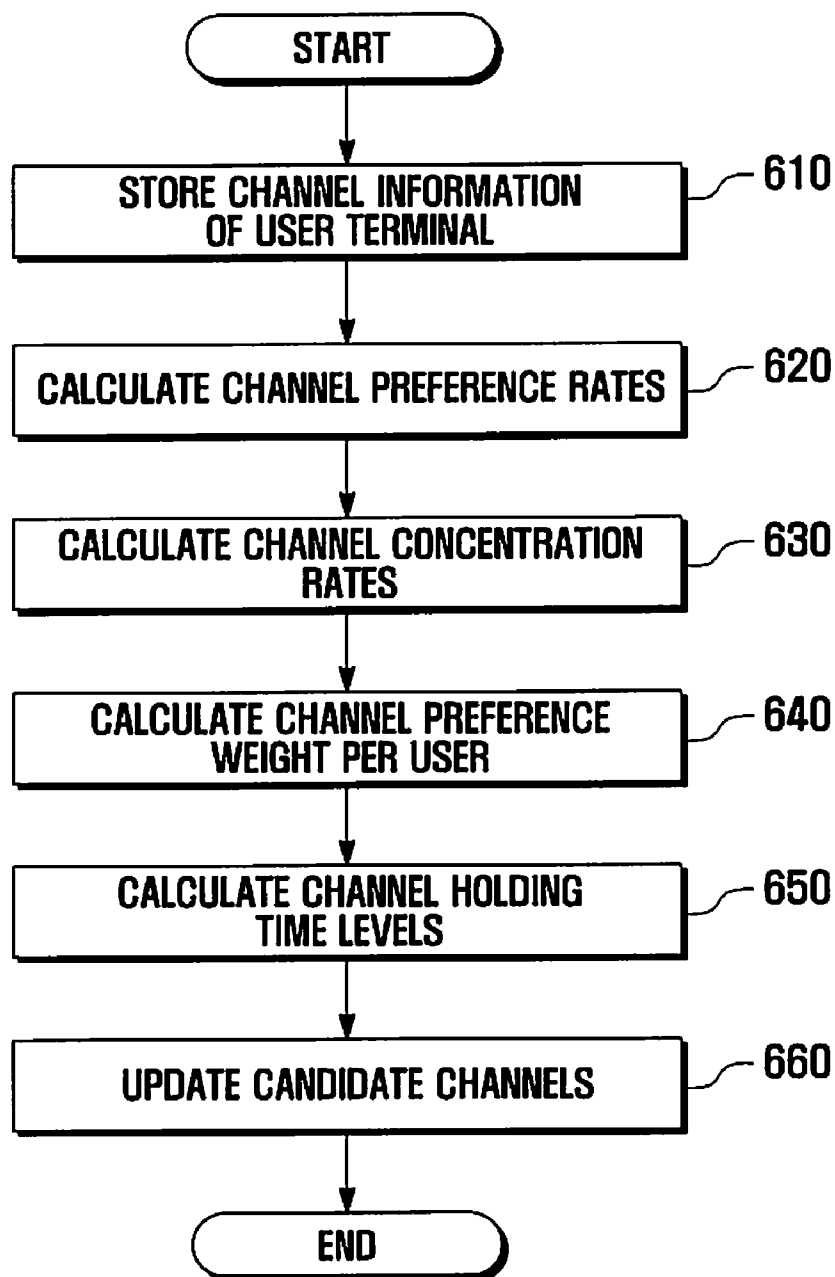 START
STORE CHANNEL INFORMATION
OF USER TERMINAL
610
CALCULATE CHANNEL PREFERENCE RATES
620
CALCULATE CHANNEL CONCENTRATION
RATES
630
CALCULATE CHANNEL PREFERENCE
WEIGHT PER USER
640
CALCULATE CHANNEL HOLDING
TIME LEVELS
650
UPDATE CANDIDATE CHANNELS
660
END